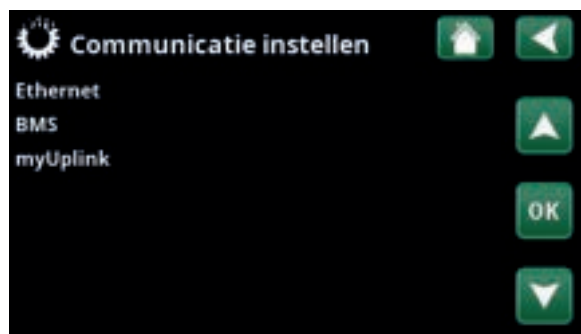 Communicatie instellen
Ethernet
BMS
myUplink
OK